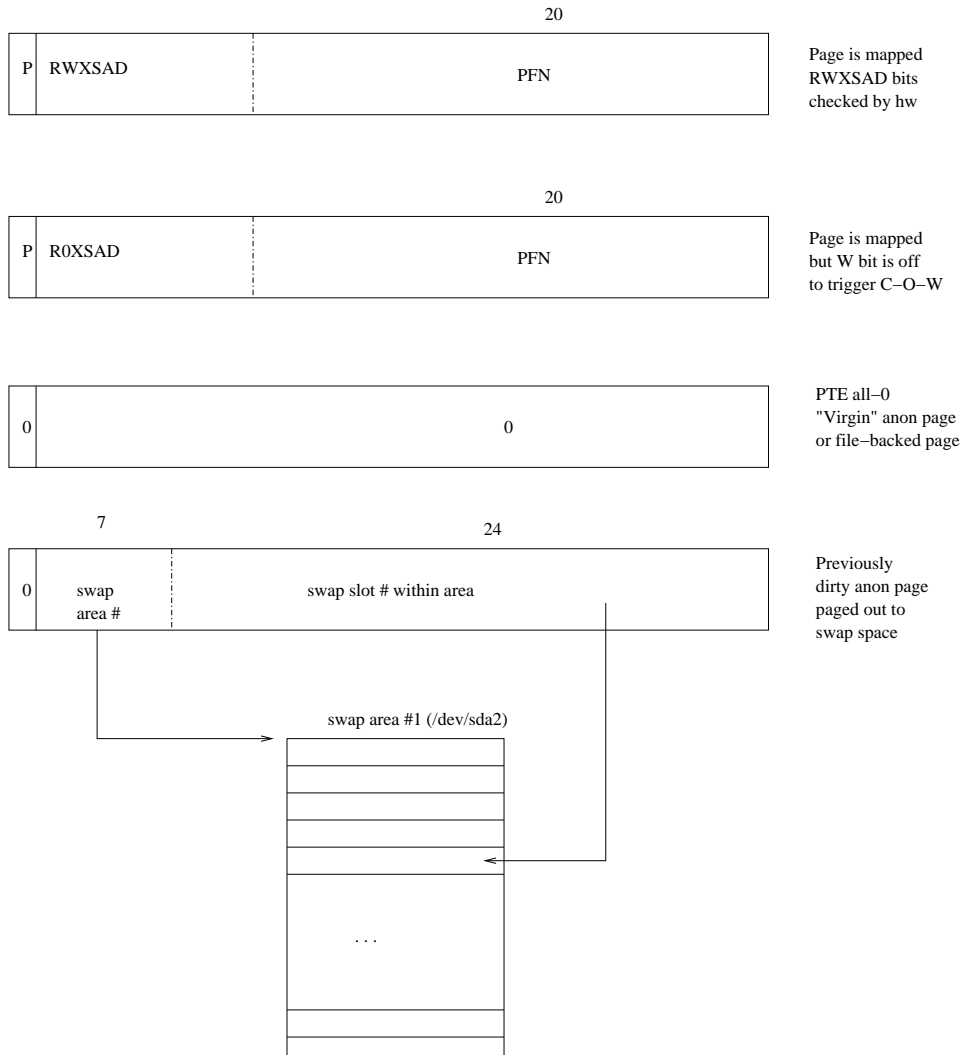 20
P RWXSAD PFN
Page is mapped
RWXSAD bits
checked by hw
20
P R0XSAD PFN
Page is mapped
but W bit is off
to trigger C−O−W
0 0
PTE all−0
"Virgin" anon page
or file−backed page
7 24
0 swap
area #
swap slot # within area
Previously
dirty anon page
paged out to
swap space
swap area #1 (/dev/sda2)
. . .